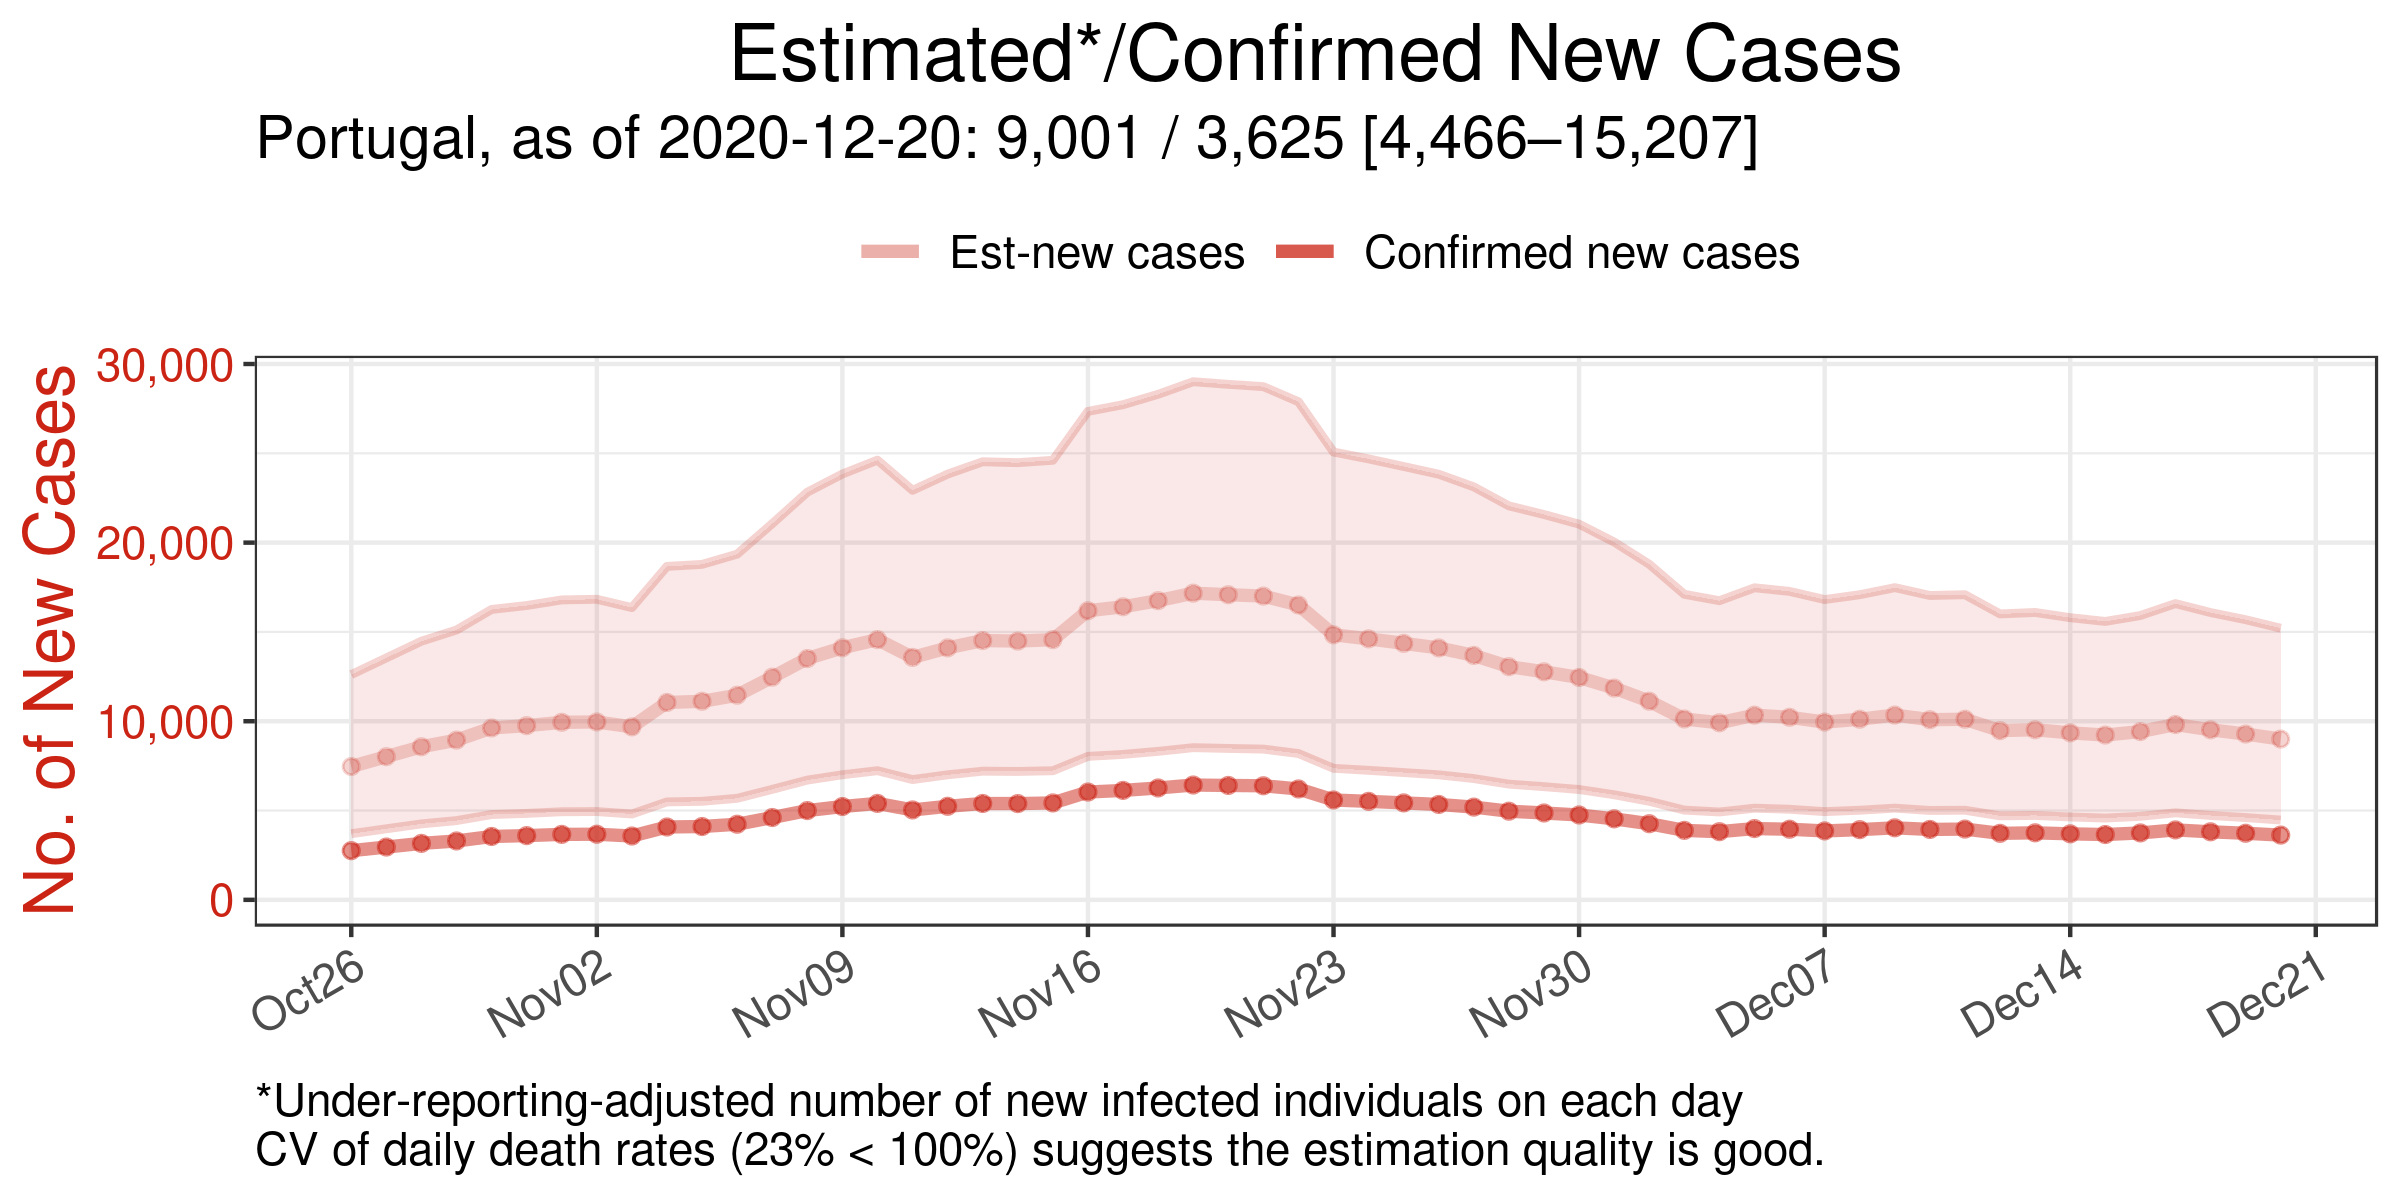 Estimated*/Confirmed New Cases
Portugal, as of 2020-12-20: 9,001 / 3,625 [4,466–15,207]
Est-new cases Confirmed new cases
No. of New Cases
30,000
20,000
10,000
0
Oct26 Nov02 Nov09 Nov16 Nov23 Nov30 Dec07 Dec14 Dec21
*Under-reporting-adjusted number of new infected individuals on each day
CV of daily death rates (23% < 100%) suggests the estimation quality is good.